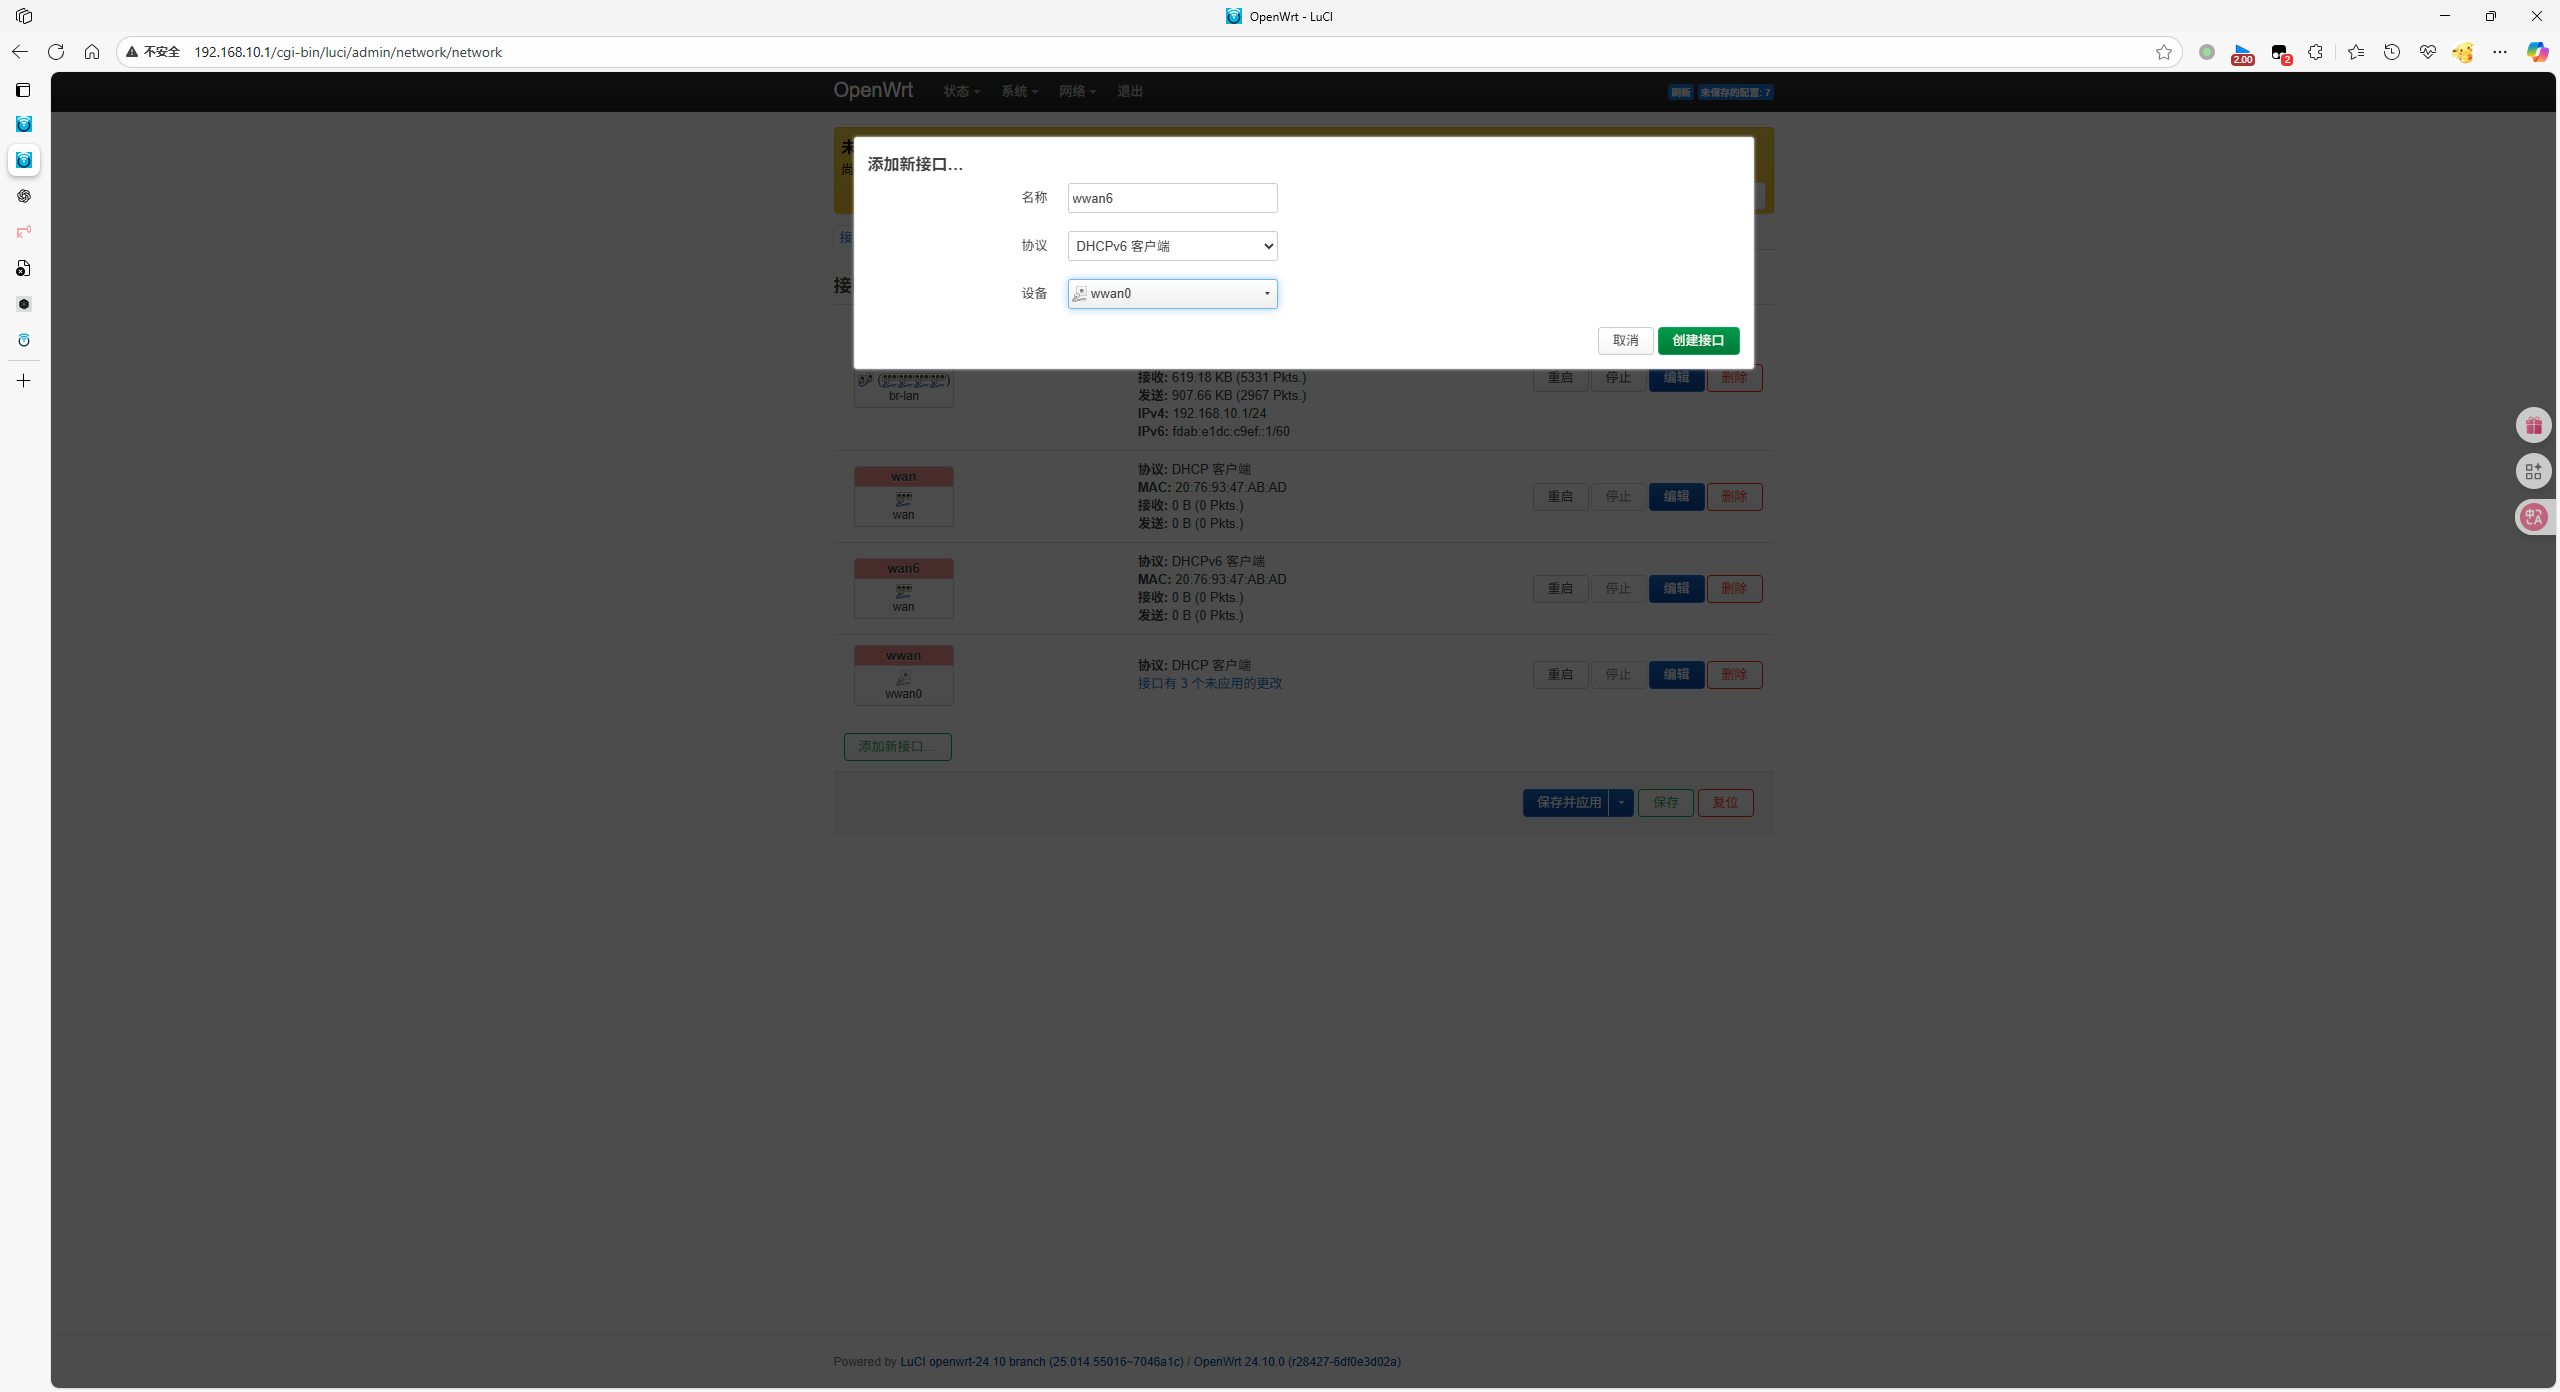 OpenWrt - LuCI
不安全 192.168.10.1/cgi-bin/luci/admin/network/network
2.00
2
OpenWrt 状态 系统 网络 退出
刷新 未保存的配置: 7
添加新接口...
名称 wwan6
协议 DHCPv6 客户端
设备 wwan0
取消 创建接口
接
br-lan
接收: 619.18 KB (5331 Pkts.)
发送: 907.66 KB (2967 Pkts.)
IPv4: 192.168.10.1/24
IPv6: fdab:e1dc:c9ef::1/60
重启 停止 编辑 删除
wan
wan
协议: DHCP 客户端
MAC: 20:76:93:47:AB:AD
接收: 0 B (0 Pkts.)
发送: 0 B (0 Pkts.)
重启 停止 编辑 删除
wan6
wan
协议: DHCPv6 客户端
MAC: 20:76:93:47:AB:AD
接收: 0 B (0 Pkts.)
发送: 0 B (0 Pkts.)
重启 停止 编辑 删除
wwan
wwan0
协议: DHCP 客户端
接口有 3 个未应用的更改
重启 停止 编辑 删除
添加新接口...
保存并应用 保存 复位
Powered by LuCI openwrt-24.10 branch (25.014.55016~7046a1c) / OpenWrt 24.10.0 (r28427-6df0e3d02a)